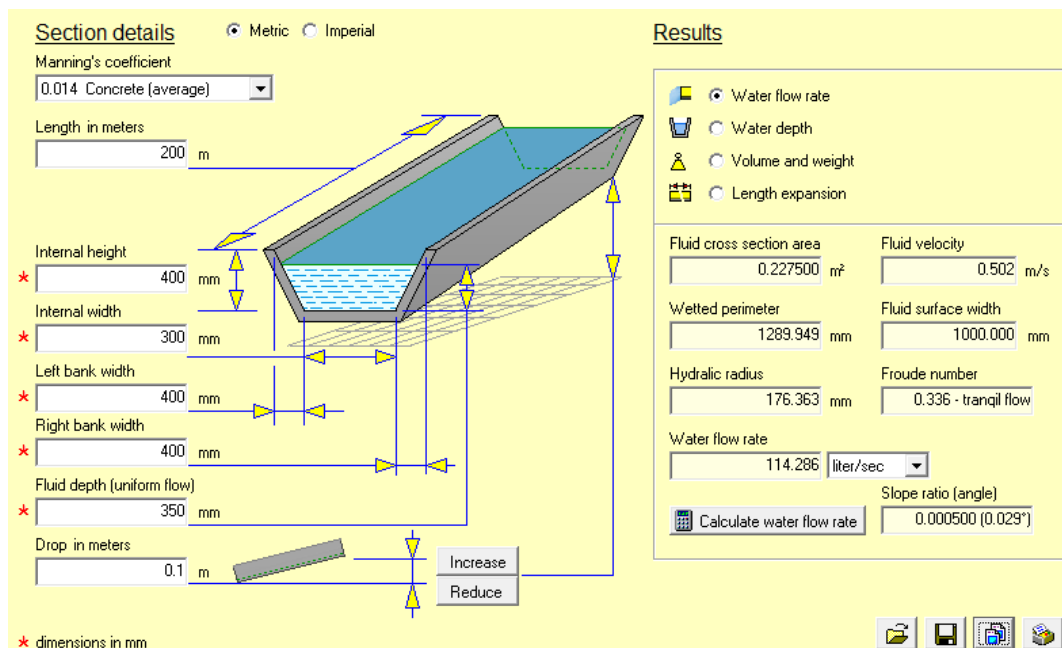 Section details
Metric
Imperial
Manning's coefficient
0.014 Concrete (average)
Length in meters
200 m
Internal height
* 400 mm
Internal width
* 300 mm
Left bank width
* 400 mm
Right bank width
* 400 mm
Fluid depth (uniform flow)
* 350 mm
Drop in meters
0.1 m
Increase
Reduce
* dimensions in mm
Results
Water flow rate
Water depth
Volume and weight
Length expansion
Fluid cross section area
0.227500 m²
Fluid velocity
0.502 m/s
Wetted perimeter
1289.949 mm
Fluid surface width
1000.000 mm
Hydralic radius
176.363 mm
Froude number
0.336 - tranqil flow
Water flow rate
114.286 liter/sec
Slope ratio (angle)
Calculate water flow rate
0.000500 (0.029°)